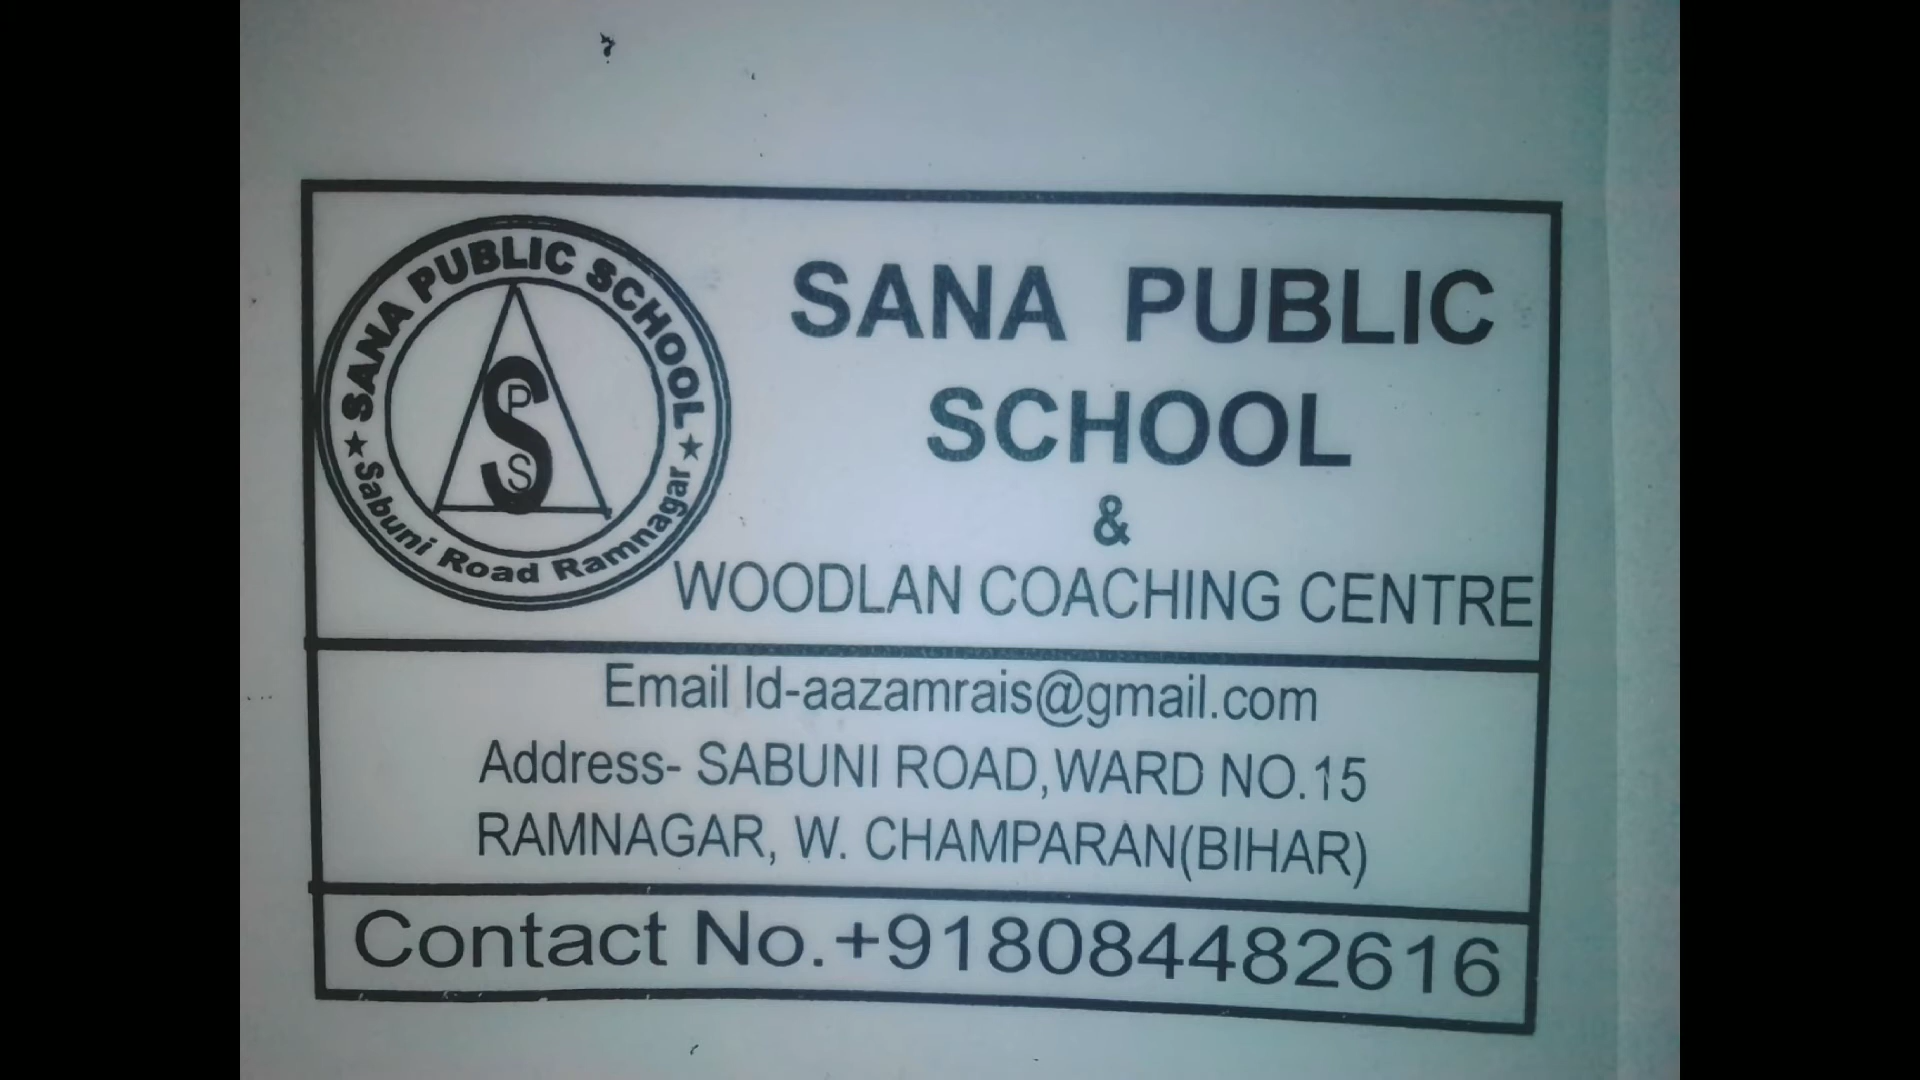 SANA PUBLIC SCHOOL
★ Sabuni Road Ramnagar ★
S
P
S
SANA PUBLIC
SCHOOL
&
WOODLAN COACHING CENTRE
Email Id-aazamrais@gmail.com
Address- SABUNI ROAD,WARD NO.15
RAMNAGAR, W. CHAMPARAN(BIHAR)
Contact No.+918084482616